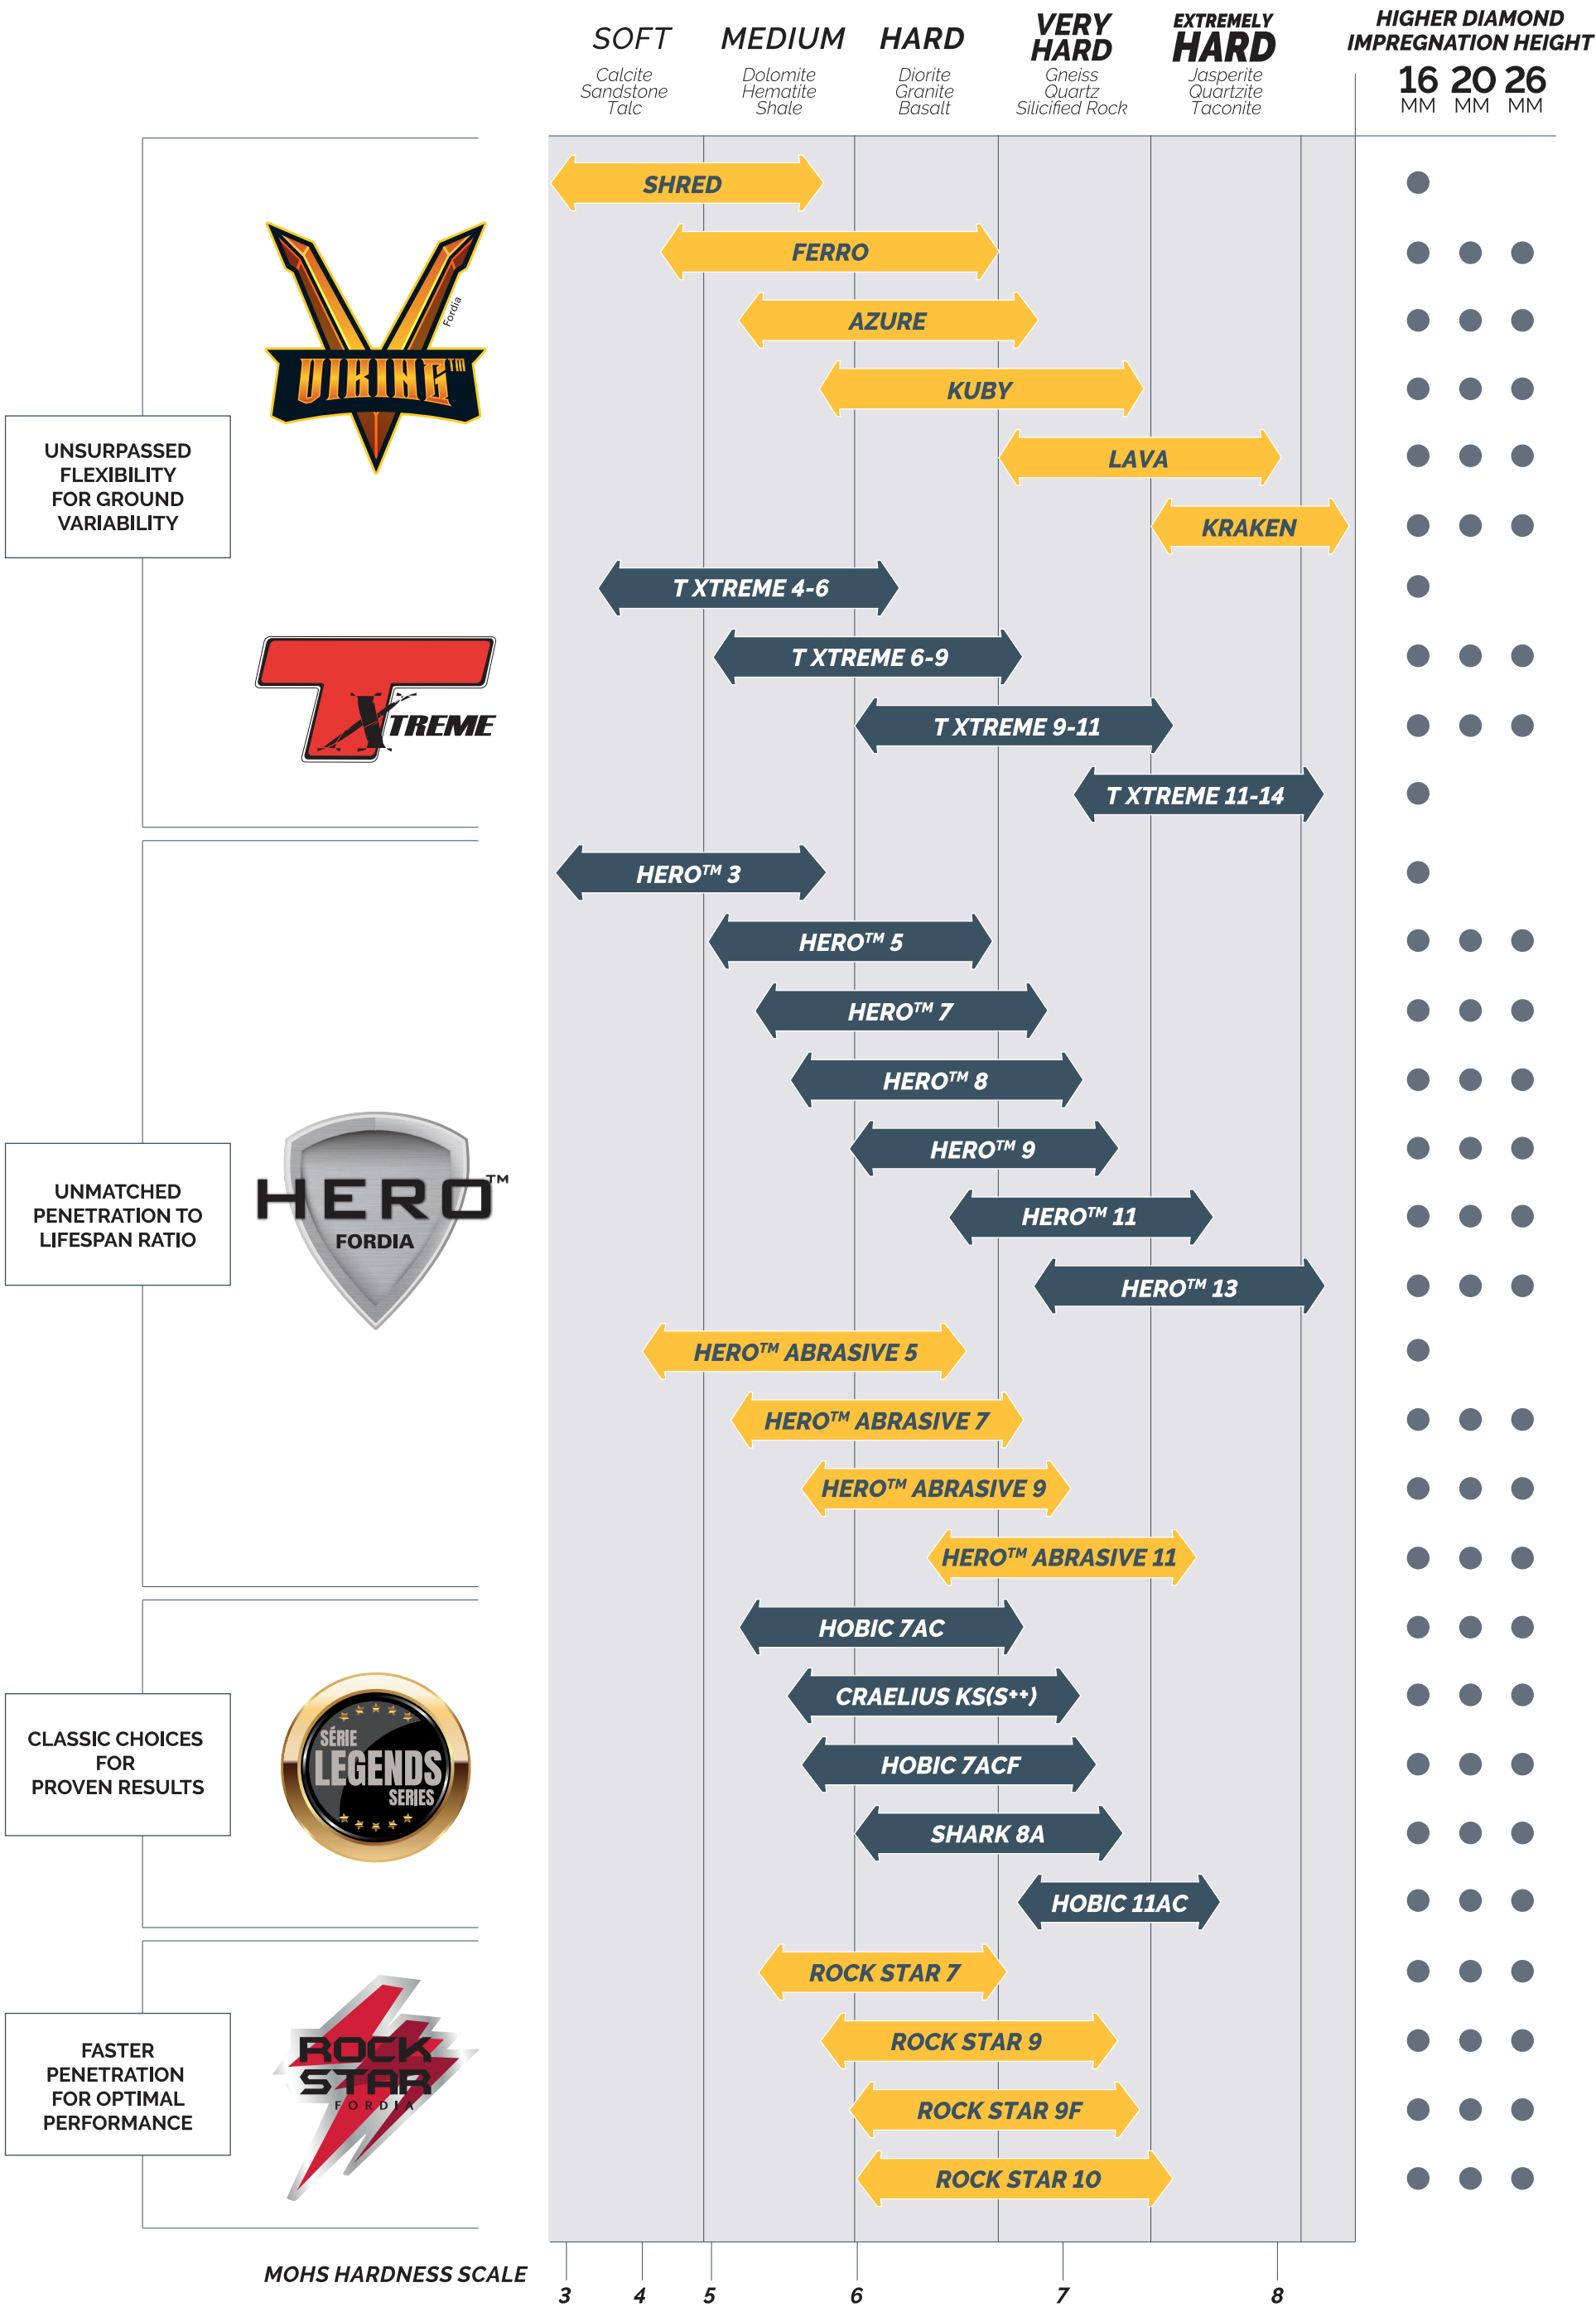 SOFT
Calcite
Sandstone
Talc
MEDIUM
Dolomite
Hematite
Shale
HARD
Diorite
Granite
Basalt
VERY
HARD
Gneiss
Quartz
Silicified Rock
EXTREMELY
HARD
Jasperite
Quartzite
Taconite
HIGHER DIAMOND
IMPREGNATION HEIGHT
16 20 26
MM MM MM
UNSURPASSED
FLEXIBILITY
FOR GROUND
VARIABILITY
Fordia
VIKING™
SHRED
FERRO
AZURE
KUBY
LAVA
KRAKEN
T XTREME
T XTREME 4-6
T XTREME 6-9
T XTREME 9-11
T XTREME 11-14
UNMATCHED
PENETRATION TO
LIFESPAN RATIO
HERO™
FORDIA
HERO™ 3
HERO™ 5
HERO™ 7
HERO™ 8
HERO™ 9
HERO™ 11
HERO™ 13
HERO™ ABRASIVE 5
HERO™ ABRASIVE 7
HERO™ ABRASIVE 9
HERO™ ABRASIVE 11
CLASSIC CHOICES
FOR
PROVEN RESULTS
SÉRIE
LEGENDS
SERIES
HOBIC 7AC
CRAELIUS KS(S++)
HOBIC 7ACF
SHARK 8A
HOBIC 11AC
FASTER
PENETRATION
FOR OPTIMAL
PERFORMANCE
ROCK
STAR
FORDIA
ROCK STAR 7
ROCK STAR 9
ROCK STAR 9F
ROCK STAR 10
MOHS HARDNESS SCALE
3 4 5 6 7 8